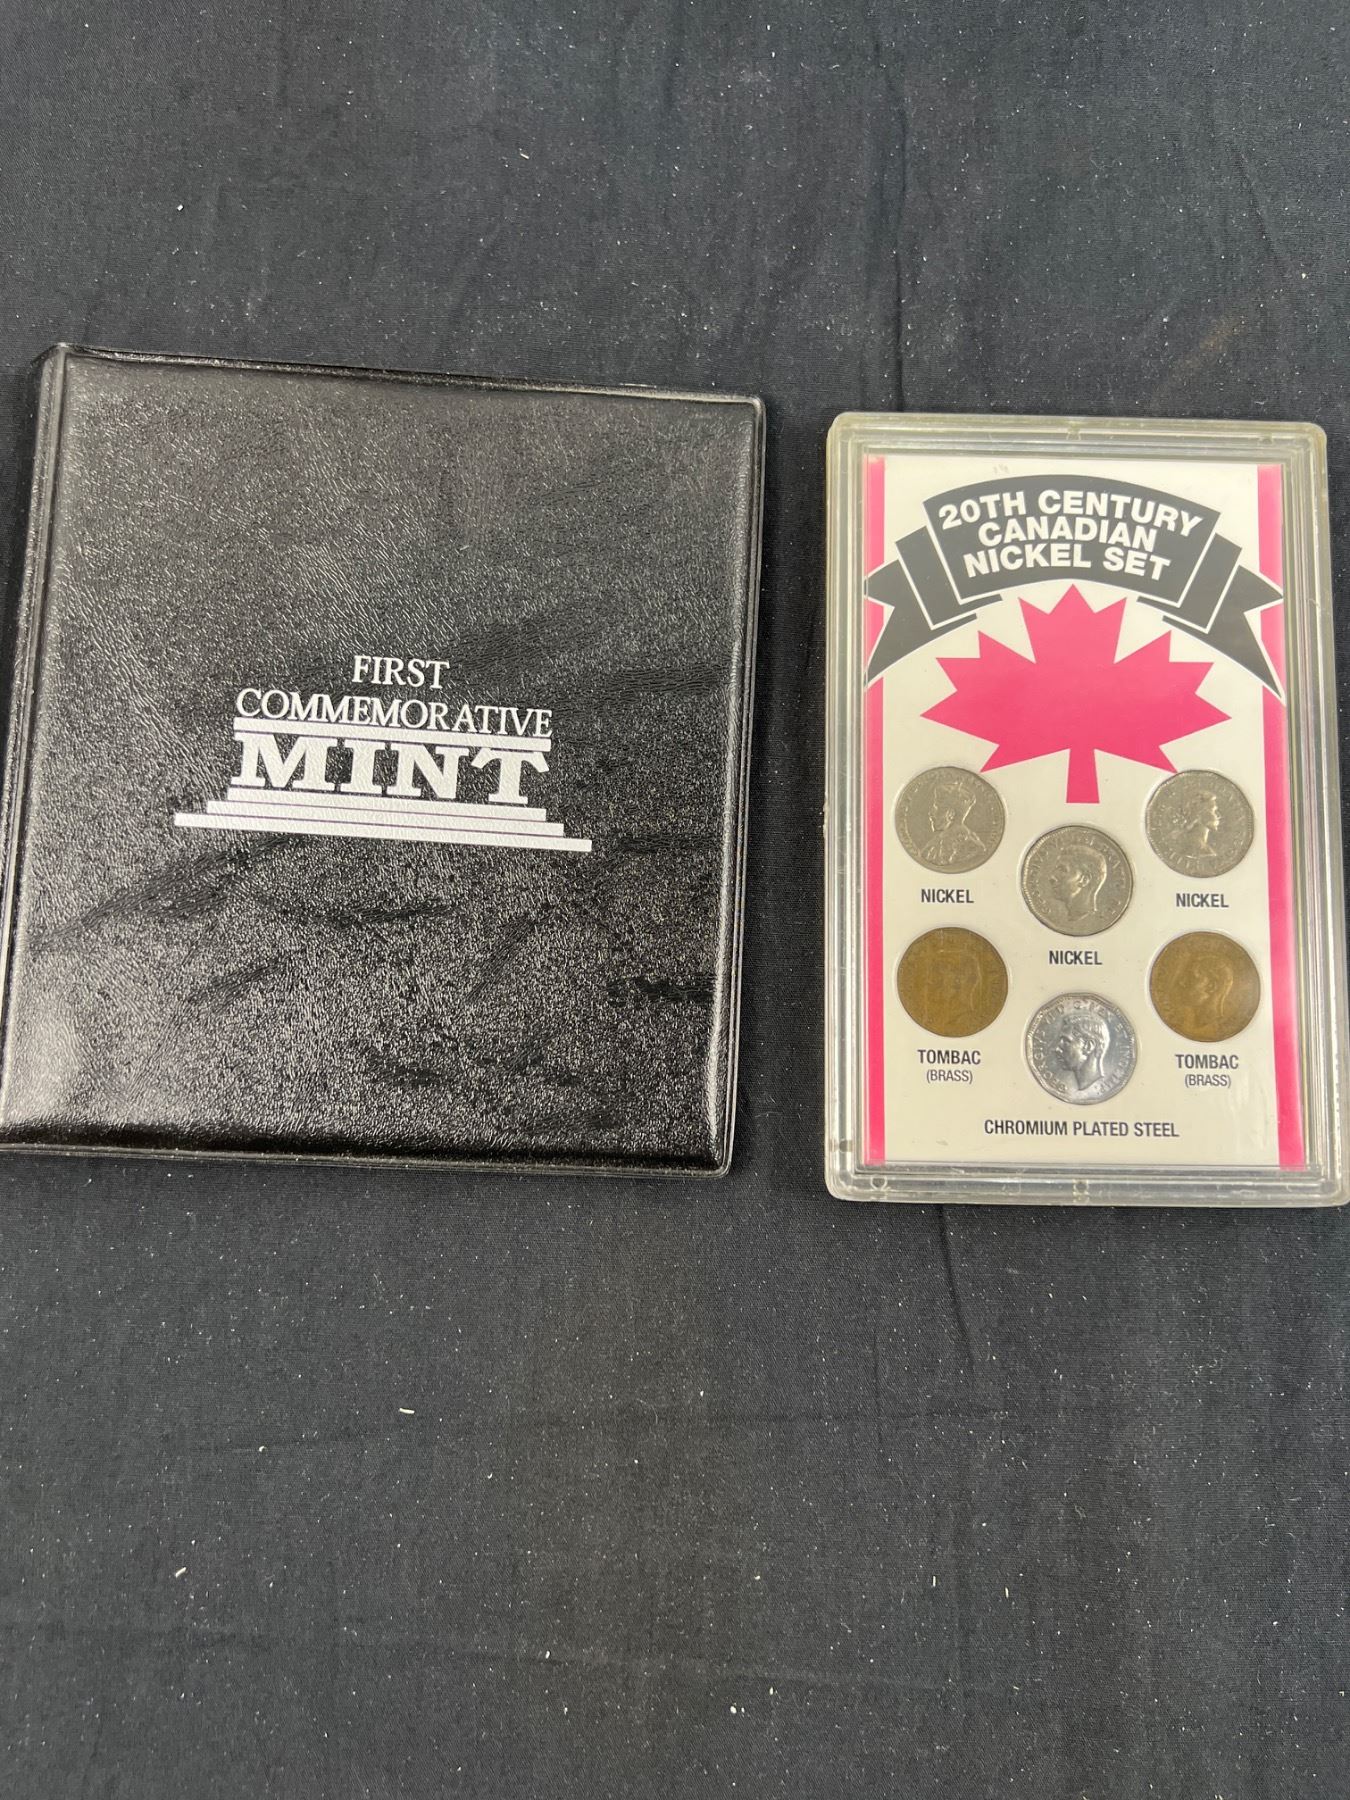 FIRST
COMMEMORATIVE
MINT
20TH CENTURY
CANADIAN
NICKEL SET
NICKEL
NICKEL
NICKEL
TOMBAC
(BRASS)
TOMBAC
(BRASS)
CHROMIUM PLATED STEEL